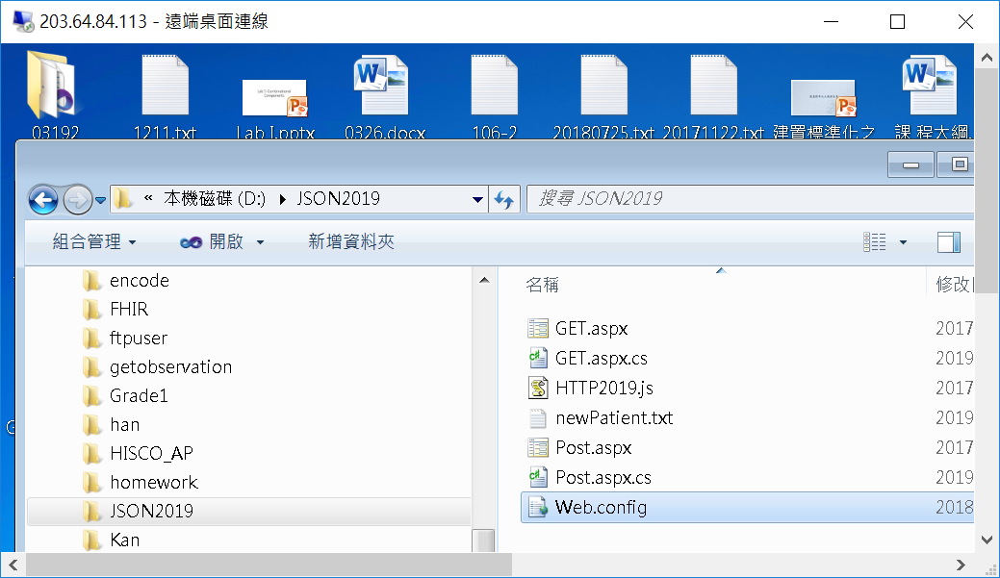 203.64.84.113 - 遠端桌面連線
03192
1211.txt
Lab I.pptx
0326.docx
106-2
20180725.txt
20171122.txt
建置標準化之
課 程大綱.
« 本機磁碟 (D:) JSON2019
搜尋 JSON2019
組合管理 開啟 新增資料夾
encode
FHIR
ftpuser
getobservation
Grade1
han
HISCO_AP
homework
JSON2019
Kan
名稱 修改
GET.aspx 2017
GET.aspx.cs 2019
HTTP2019.js 2017
newPatient.txt 2019
Post.aspx 2017
Post.aspx.cs 2019
Web.config 2018